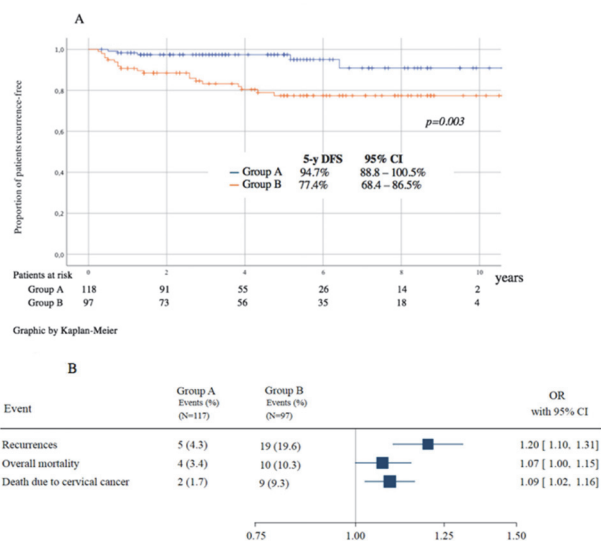 A
Proportion of patients recurrence-free
1,0
0,8
0,6
0,4
0,2
0,0
p=0.003
5-y DFS 95% CI
Group A 94.7% 88.8 – 100.5%
Group B 77.4% 68.4 – 86.5%
Patients at risk 0 2 4 6 8 10 years
Group A 118 91 55 26 14 2
Group B 97 73 56 35 18 4
Graphic by Kaplan-Meier
B
Event Group A Events (%) (N=117) Group B Events (%) (N=97) OR with 95% CI
Recurrences 5 (4.3) 19 (19.6) 1.20 [ 1.10, 1.31]
Overall mortality 4 (3.4) 10 (10.3) 1.07 [ 1.00, 1.15]
Death due to cervical cancer 2 (1.7) 9 (9.3) 1.09 [ 1.02, 1.16]
0.75 1.00 1.25 1.50